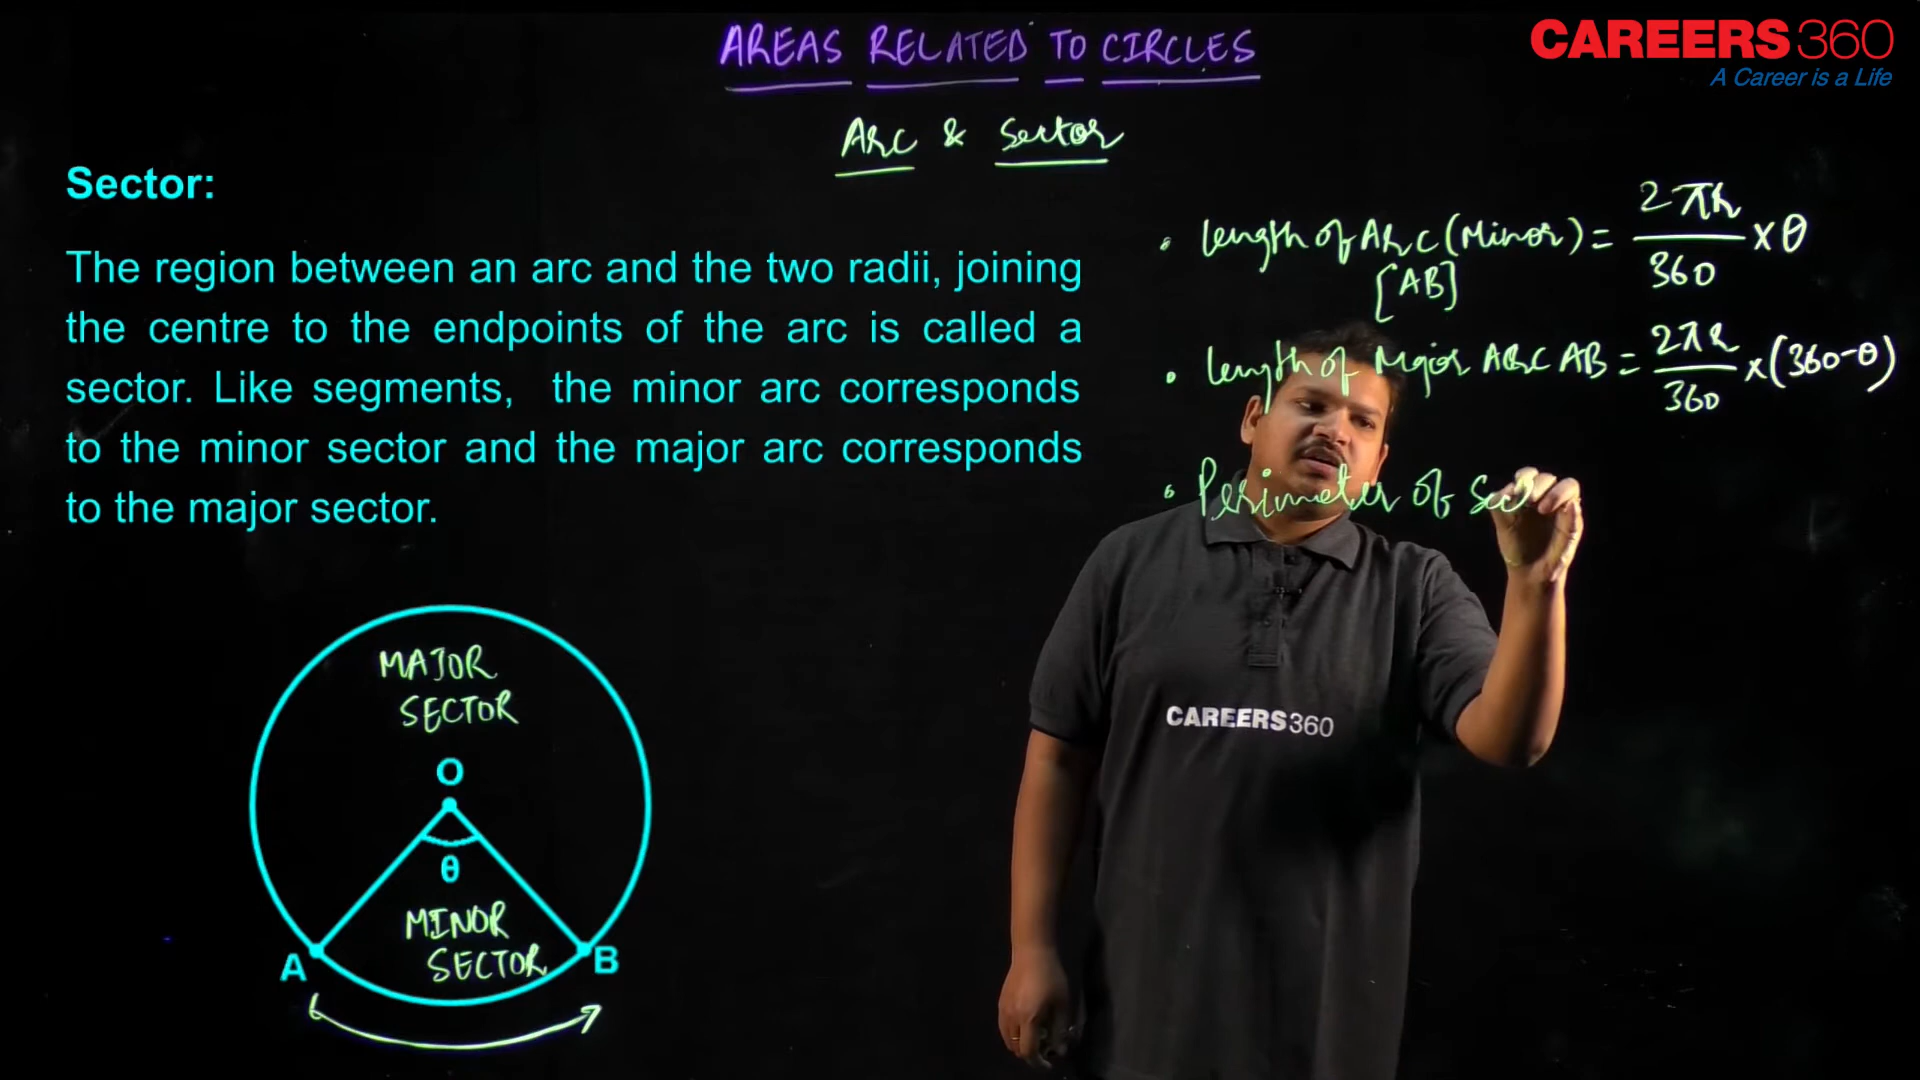 AREAS RELATED TO CIRCLES
CAREERS360
A Career is a Life
Arc & Sector
Sector:
The region between an arc and the two radii, joining
the centre to the endpoints of the arc is called a
sector. Like segments, the minor arc corresponds
to the minor sector and the major arc corresponds
to the major sector.
• Length of Arc (Minor) = 2πr/360 × θ
[AB]
• Length of Major ARC AB = 2πr/360 × (360-θ)
• Perimeter of Sec
MAJOR
SECTOR
O
θ
MINOR
SECTOR
A
B
CAREERS360